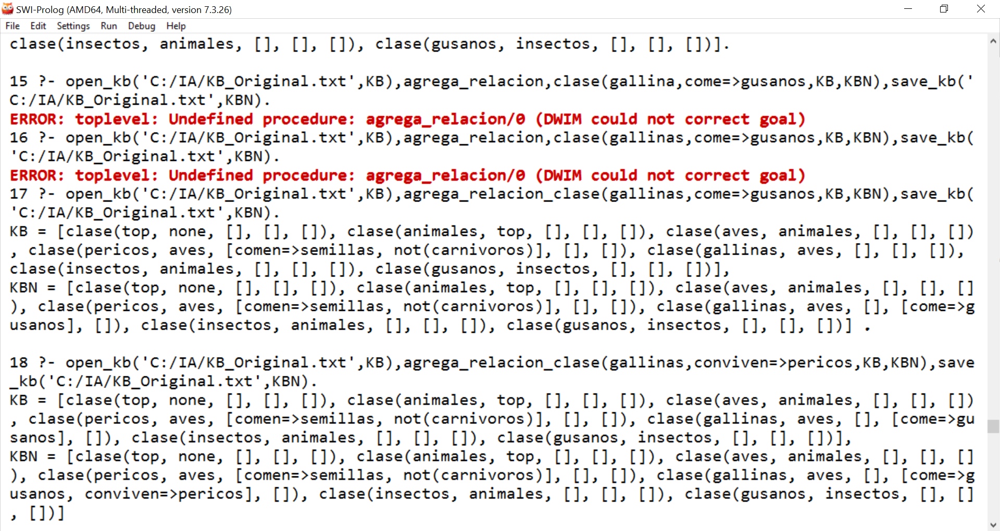 SWI-Prolog (AMD64, Multi-threaded, version 7.3.26)
File Edit Settings Run Debug Help
clase(insectos, animales, [], [], []), clase(gusanos, insectos, [], [], [])].
15 ?- open_kb('C:/IA/KB_Original.txt',KB),agrega_relacion,clase(gallina,come=>gusanos,KB,KBN),save_kb('
C:/IA/KB_Original.txt',KBN).
ERROR: toplevel: Undefined procedure: agrega_relacion/0 (DWIM could not correct goal)
16 ?- open_kb('C:/IA/KB_Original.txt',KB),agrega_relacion,clase(gallinas,come=>gusanos,KB,KBN),save_kb(
'C:/IA/KB_Original.txt',KBN).
ERROR: toplevel: Undefined procedure: agrega_relacion/0 (DWIM could not correct goal)
17 ?- open_kb('C:/IA/KB_Original.txt',KB),agrega_relacion_clase(gallinas,come=>gusanos,KB,KBN),save_kb(
'C:/IA/KB_Original.txt',KBN).
KB = [clase(top, none, [], [], []), clase(animales, top, [], [], []), clase(aves, animales, [], [], [])
, clase(pericos, aves, [comen=>semillas, not(carnivoros)], [], []), clase(gallinas, aves, [], [], []),
clase(insectos, animales, [], [], []), clase(gusanos, insectos, [], [], [])],
KBN = [clase(top, none, [], [], []), clase(animales, top, [], [], []), clase(aves, animales, [], [], []
), clase(pericos, aves, [comen=>semillas, not(carnivoros)], [], []), clase(gallinas, aves, [], [come=>g
usanos], []), clase(insectos, animales, [], [], []), clase(gusanos, insectos, [], [], [])] .
18 ?- open_kb('C:/IA/KB_Original.txt',KB),agrega_relacion_clase(gallinas,conviven=>pericos,KB,KBN),save
_kb('C:/IA/KB_Original.txt',KBN).
KB = [clase(top, none, [], [], []), clase(animales, top, [], [], []), clase(aves, animales, [], [], [])
, clase(pericos, aves, [comen=>semillas, not(carnivoros)], [], []), clase(gallinas, aves, [], [come=>gu
sanos], []), clase(insectos, animales, [], [], []), clase(gusanos, insectos, [], [], [])],
KBN = [clase(top, none, [], [], []), clase(animales, top, [], [], []), clase(aves, animales, [], [], []
), clase(pericos, aves, [comen=>semillas, not(carnivoros)], [], []), clase(gallinas, aves, [], [come=>g
usanos, conviven=>pericos], []), clase(insectos, animales, [], [], []), clase(gusanos, insectos, [], []
, [])]